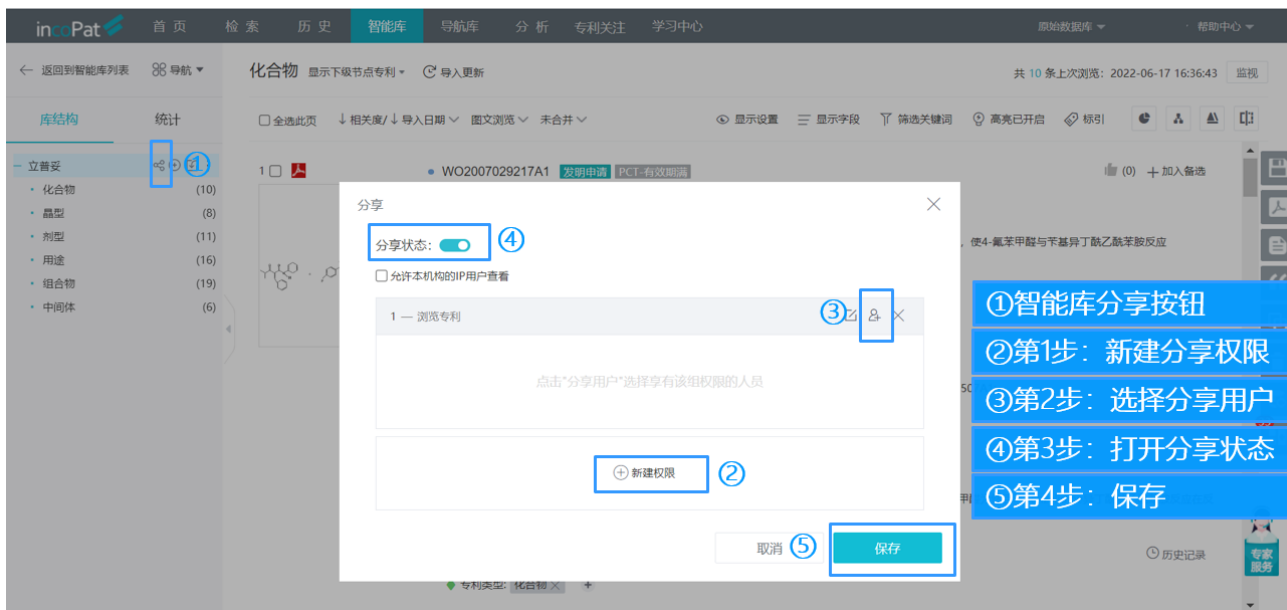 incoPat 首页 检索 历史 智能库 导航库 分析 专利关注 学习中心 原始数据库 帮助中心
返回到智能库列表 导航 化合物 显示下级节点专利 导入更新 共 10 条上次浏览：2022-06-17 16:36:43 监视
库结构 统计 全选此页 ↓相关度/↓导入日期 图文浏览 未合并 显示设置 显示字段 筛选关键词 高亮已开启 标引
立普妥 ① 1 WO2007029217A1 发明申请 PCT-有效期满 (0) 加入备选
化合物 (10)
晶型 (8)
剂型 (11)
用途 (16)
组合物 (19)
中间体 (6)
分享
分享状态： ④
，使4-氟苯甲醛与苄基异丁酰乙酰苯胺反应
允许本机构的IP用户查看
1 — 浏览专利 ③
点击"分享用户"选择享有该组权限的人员
新建权限 ②
取消 ⑤ 保存
①智能库分享按钮
②第1步：新建分享权限
③第2步：选择分享用户
④第3步：打开分享状态
⑤第4步：保存
历史记录
专家
服务
专利类型: 化合物